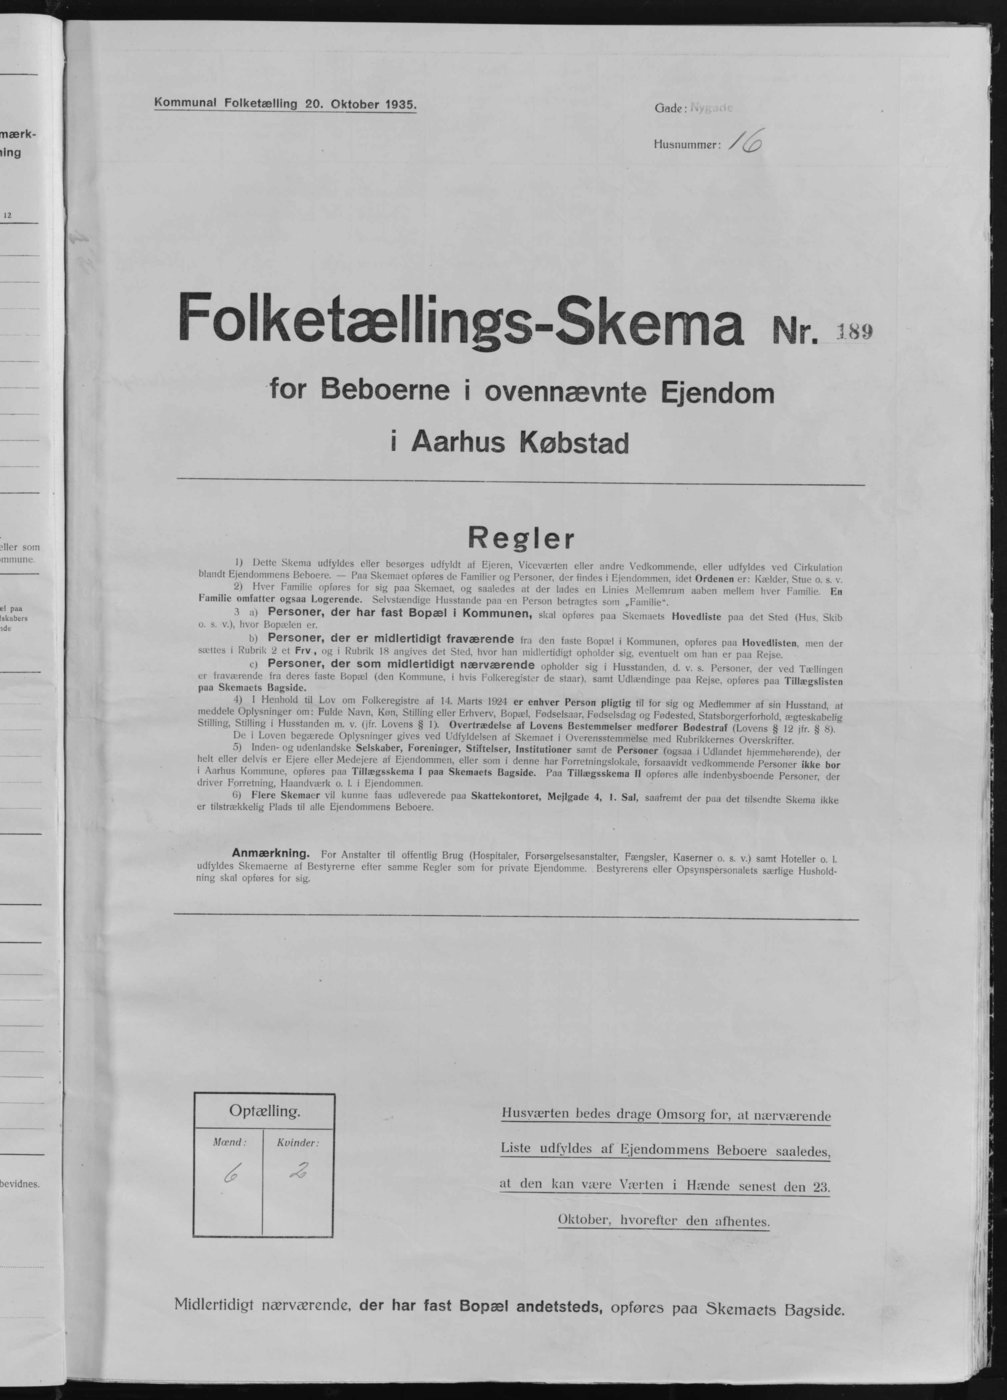 mærk-
ning
12
eller som
mmune.
el paa
lskabers
nde
bevidnes.
Kommunal Folketælling 20. Oktober 1935.
Gade: Nygade
Husnummer: 16
Folketællings-Skema Nr. 189
for Beboerne i ovennævnte Ejendom
i Aarhus Købstad
Regler
1) Dette Skema udfyldes eller besørges udfyldt af Ejeren, Viceværten eller andre Vedkommende, eller udfyldes ved Cirkulation
blandt Ejendommens Beboere. — Paa Skemaet opføres de Familier og Personer, der findes i Ejendommen, idet Ordenen er: Kælder, Stue o. s. v.
2) Hver Familie opføres for sig paa Skemaet, og saaledes at der lades en Linies Mellemrum aaben mellem hver Familie. En
Familie omfatter ogsaa Logerende. Selvstændige Husstande paa en Person betragtes som „Familie“.
3 a) Personer, der har fast Bopæl i Kommunen, skal opføres paa Skemaets Hovedliste paa det Sted (Hus, Skib
o. s. v.), hvor Bopælen er.
b) Personer, der er midlertidigt fraværende fra den faste Bopæl i Kommunen, opføres paa Hovedlisten, men der
sættes i Rubrik 2 et Frv., og i Rubrik 18 angives det Sted, hvor han midlertidigt opholder sig, eventuelt om han er paa Rejse.
c) Personer, der som midlertidigt nærværende opholder sig i Husstanden, d. v. s. Personer, der ved Tællingen
er fraværende fra deres faste Bopæl (den Kommune, i hvis Folkeregister de staar), samt Udlændinge paa Rejse, opføres paa Tillægslisten
paa Skemaets Bagside.
4) I Henhold til Lov om Folkeregistre af 14. Marts 1924 er enhver Person pligtig til for sig og Medlemmer af sin Husstand, at
meddele Oplysninger om: Fulde Navn, Køn, Stilling eller Erhverv, Bopæl, Fødselsaar, Fødselsdag og Fødested, Statsborgerforhold, ægteskabelig
Stilling, Stilling i Husstanden m. v. (jfr. Lovens § 1). Overtrædelse af Lovens Bestemmelser medfører Bødestraf (Lovens § 12 jfr. § 8).
De i Loven begærede Oplysninger gives ved Udfyldelsen af Skemaet i Overensstemmelse med Rubrikkernes Overskrifter.
5) Inden- og udenlandske Selskaber, Foreninger, Stiftelser, Institutioner samt de Personer (ogsaa i Udlandet hjemmehørende), der
helt eller delvis er Ejere eller Medejere af Ejendommen, eller som i denne har Forretningslokale, forsaavidt vedkommende Personer ikke bor
i Aarhus Kommune, opføres paa Tillægsskema I paa Skemaets Bagside. Paa Tillægsskema II opføres alle indenbysboende Personer, der
driver Forretning, Haandværk o. l. i Ejendommen.
6) Flere Skemaer vil kunne faas udleverede paa Skattekontoret, Mejlgade 4, 1. Sal, saafremt der paa det tilsendte Skema ikke
er tilstrækkelig Plads til alle Ejendommens Beboere.
Anmærkning. For Anstalter til offentlig Brug (Hospitaler, Forsørgelsesanstalter, Fængsler, Kaserner o. s. v.) samt Hoteller o. l.
udfyldes Skemaerne af Bestyrerne efter samme Regler som for private Ejendomme. Bestyrerens eller Opsynspersonalets særlige Hushold-
ning skal opføres for sig.
Optælling.
Mænd: Kvinder:
6 2
Husværten bedes drage Omsorg for, at nærværende
Liste udfyldes af Ejendommens Beboere saaledes,
at den kan være Værten i Hænde senest den 23.
Oktober, hvorefter den afhentes.
Midlertidigt nærværende, der har fast Bopæl andetsteds, opføres paa Skemaets Bagside.